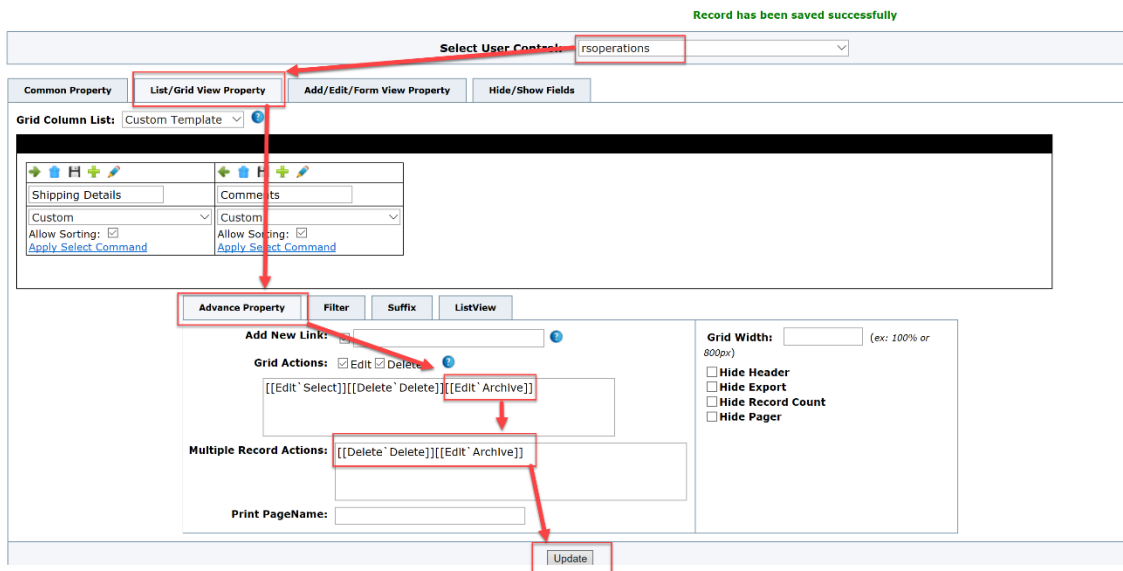 Record has been saved successfully
Select User Control: rsoperations
Common Property List/Grid View Property Add/Edit/Form View Property Hide/Show Fields
Grid Column List: Custom Template
Shipping Details Comments
Custom Custom
Allow Sorting: Allow Sorting:
Apply Select Command Apply Select Command
Advance Property Filter Suffix ListView
Add New Link:
Grid Actions: Edit Delete
[[Edit`Select]][[Delete`Delete]][[Edit`Archive]]
Multiple Record Actions: [[Delete`Delete]][[Edit`Archive]]
Print PageName:
Grid Width: (ex: 100% or
800px)
Hide Header
Hide Export
Hide Record Count
Hide Pager
Update